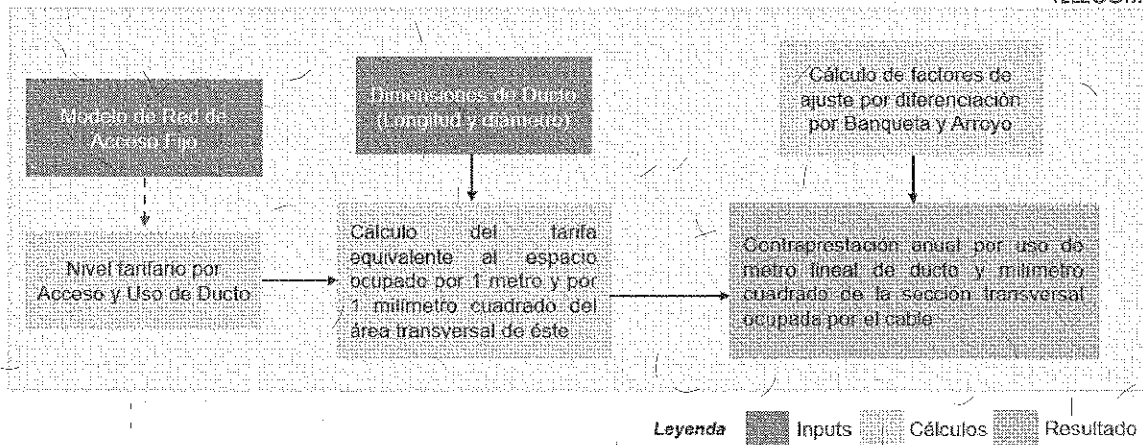 Modelo de Red de
Acceso Fijo
Dimensiones de Ducto
(Longitud y diámetro)
Cálculo de factores de
ajuste por diferenciación
por Banqueta y Arroyo
Nivel tarifario por
Acceso y Uso de Ducto
Cálculo del tarifa
equivalente al espacio
ocupado por 1 metro y por
1 milímetro cuadrado del
área transversal de éste
Contraprestación anual por uso de
metro lineal de ducto y milímetro
cuadrado de la sección transversal
ocupada por el cable
Leyenda Inputs Cálculos Resultado